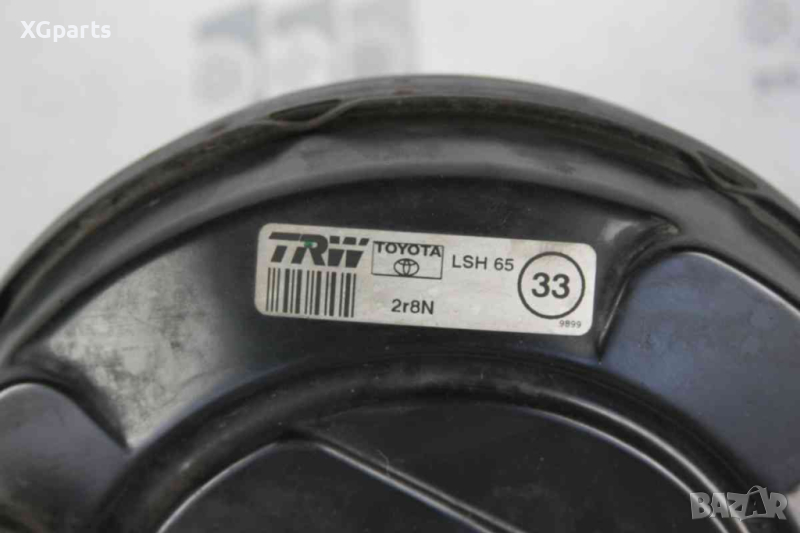 XGparts
TRW TOYOTA LSH 65 33
2r8N
9899
BAZAR